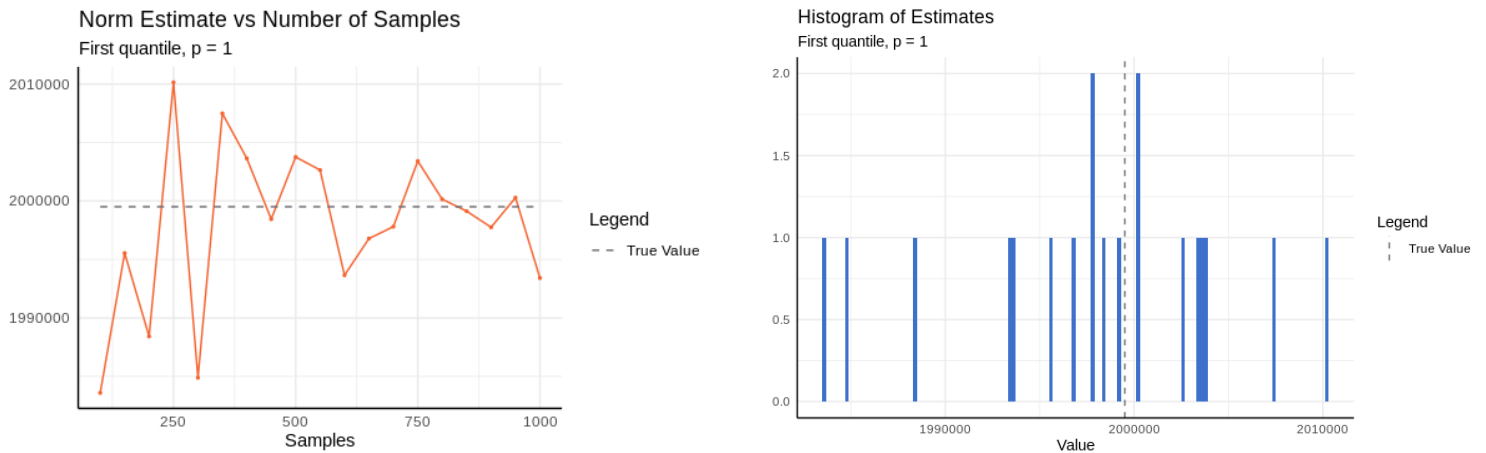 Norm Estimate vs Number of Samples
First quantile, p = 1
2010000
2000000
1990000
250 500 750 1000
Samples
Legend
True Value
Histogram of Estimates
First quantile, p = 1
2.0
1.5
1.0
0.5
0.0
1990000 2000000 2010000
Value
Legend
True Value